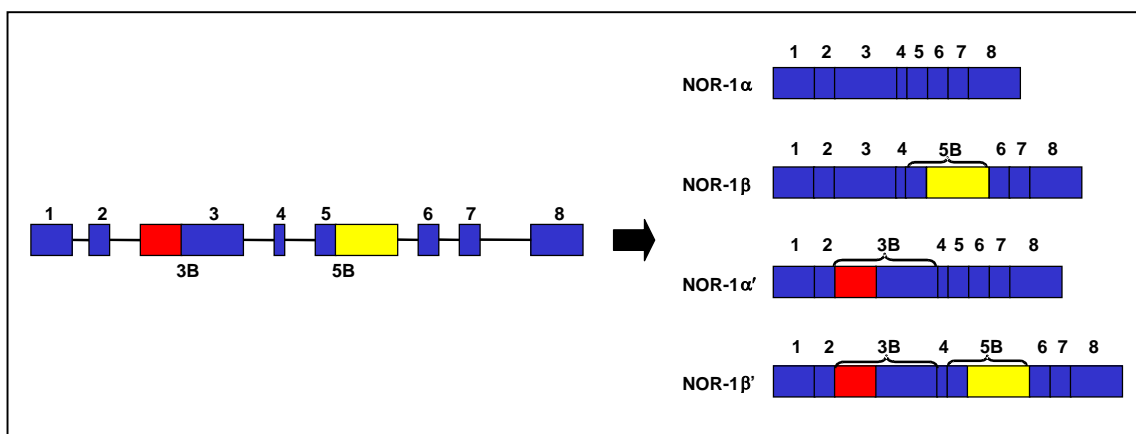 1 2 3 4 5 6 7 8
3B 5B
1 2 3 4 5 6 7 8
NOR-1α
1 2 3 4 5B 6 7 8
NOR-1β
1 2 3B 4 5 6 7 8
NOR-1α′
1 2 3B 4 5B 6 7 8
NOR-1β'